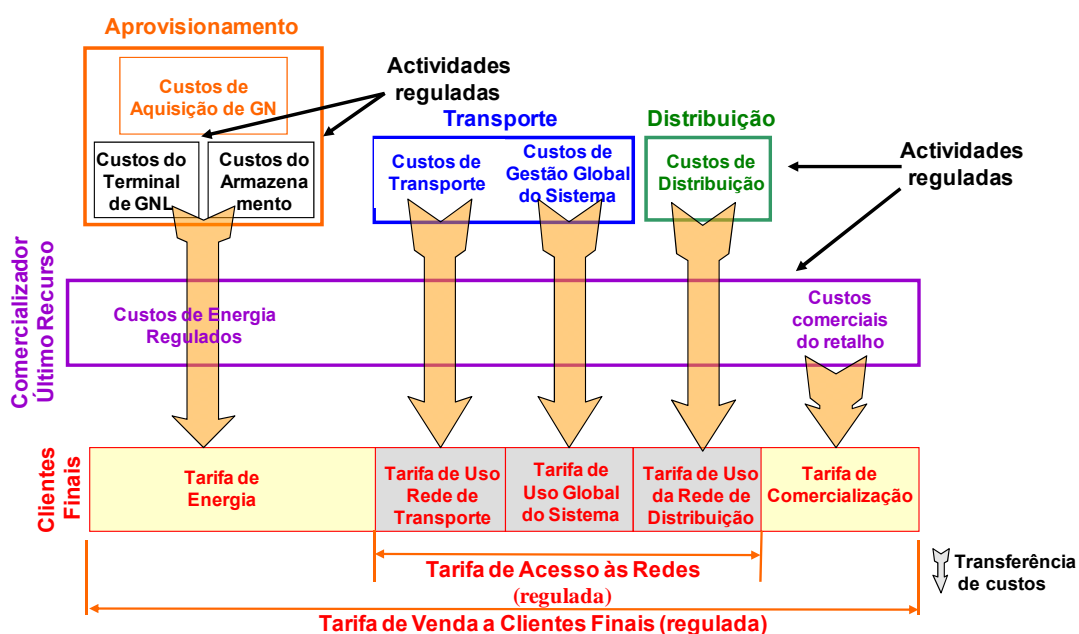 Aprovisionamento
Custos de
Aquisição de GN
Custos do
Terminal
de GNL
Custos do
Armazena
mento
Actividades
reguladas
Transporte
Custos de
Transporte
Custos de
Gestão Global
do Sistema
Distribuição
Custos de
Distribuição
Actividades
reguladas
Comercializador
Último Recurso
Custos de Energia
Regulados
Custos
comerciais
do retalho
Clientes
Finais
Tarifa de
Energia
Tarifa de Uso
Rede de
Transporte
Tarifa de
Uso Global
do Sistema
Tarifa de Uso
da Rede de
Distribuição
Tarifa de
Comercialização
Tarifa de Acesso às Redes
(regulada)
Tarifa de Venda a Clientes Finais (regulada)
Transferência
de custos